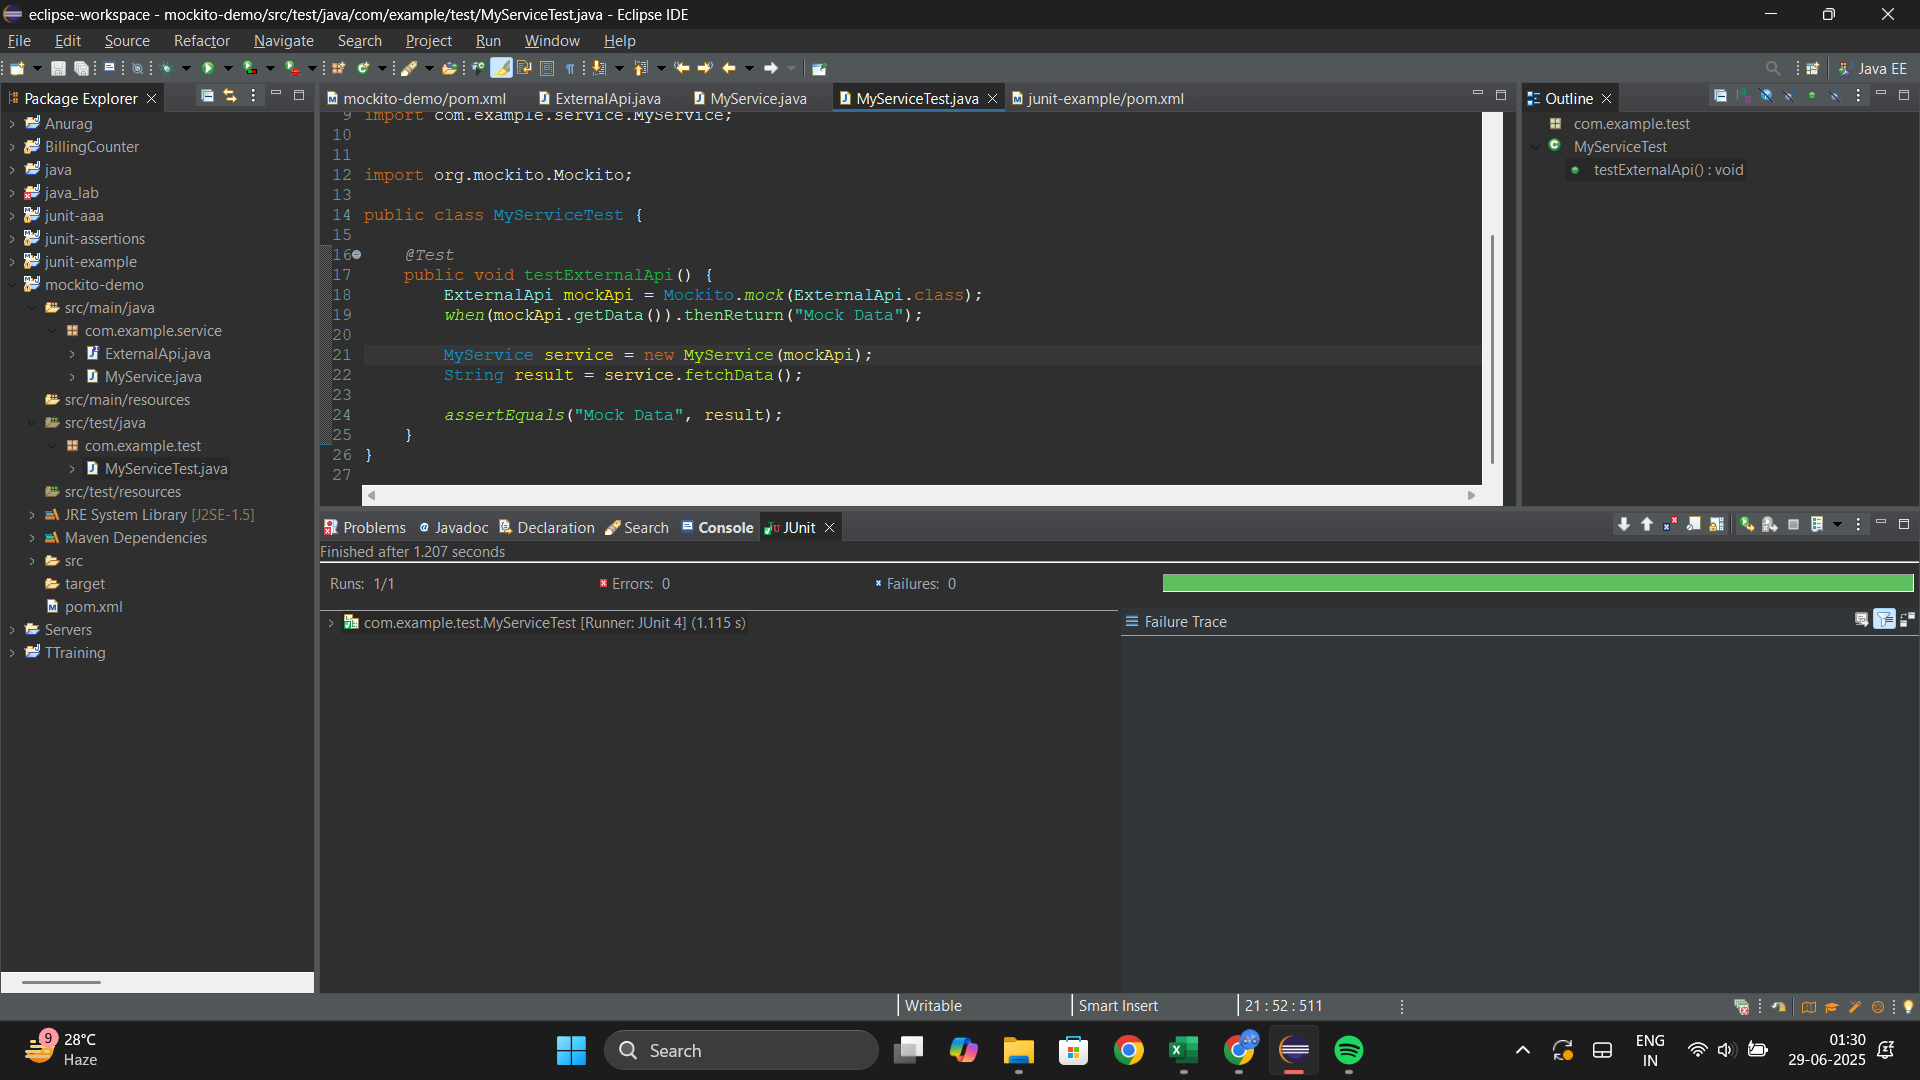 eclipse-workspace - mockito-demo/src/test/java/com/example/test/MyServiceTest.java - Eclipse IDE
File Edit Source Refactor Navigate Search Project Run Window Help
Java EE
Package Explorer
Anurag
BillingCounter
java
java_lab
junit-aaa
junit-assertions
junit-example
mockito-demo
src/main/java
com.example.service
ExternalApi.java
MyService.java
src/main/resources
src/test/java
com.example.test
MyServiceTest.java
src/test/resources
JRE System Library [J2SE-1.5]
Maven Dependencies
src
target
pom.xml
Servers
TTraining
mockito-demo/pom.xml ExternalApi.java MyService.java MyServiceTest.java junit-example/pom.xml
9 import com.example.service.MyService;
10
11
12 import org.mockito.Mockito;
13
14 public class MyServiceTest {
15
16 @Test
17 public void testExternalApi() {
18 ExternalApi mockApi = Mockito.mock(ExternalApi.class);
19 when(mockApi.getData()).thenReturn("Mock Data");
20
21 MyService service = new MyService(mockApi);
22 String result = service.fetchData();
23
24 assertEquals("Mock Data", result);
25 }
26 }
27
Outline
com.example.test
MyServiceTest
testExternalApi() : void
Problems Javadoc Declaration Search Console JUnit
Finished after 1.207 seconds
Runs: 1/1 Errors: 0 Failures: 0
com.example.test.MyServiceTest [Runner: JUnit 4] (1.115 s)
Failure Trace
Writable Smart Insert 21 : 52 : 511
9
28°C
Haze
Search
ENG
IN
01:30
29-06-2025